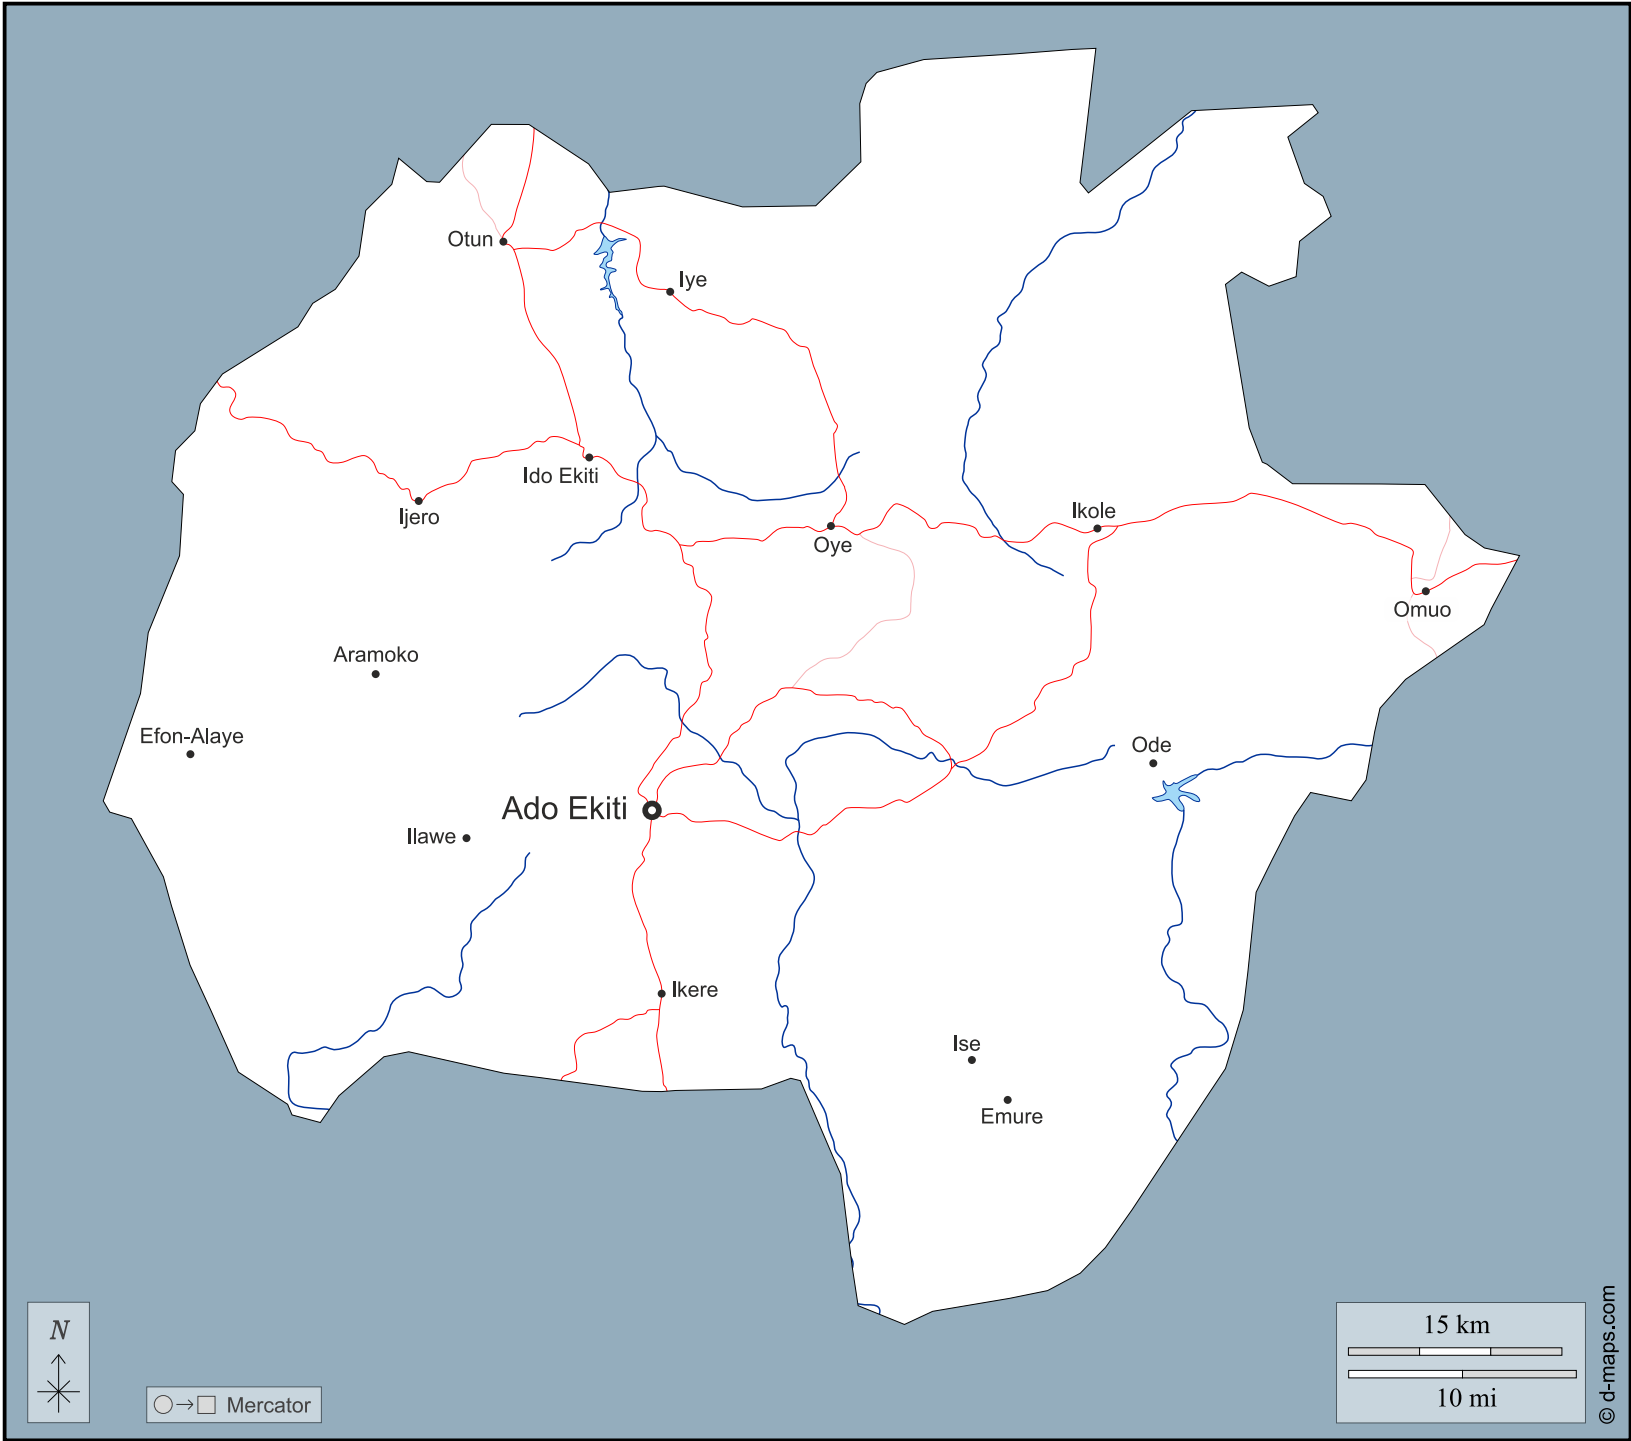 Otun
Iye
Ido Ekiti
Ijero
Ikole
Oye
Omuo
Aramoko
Efon-Alaye
Ode
Ado Ekiti
Ilawe
Ikere
Ise
Emure
N
Mercator
15 km
10 mi
© d-maps.com